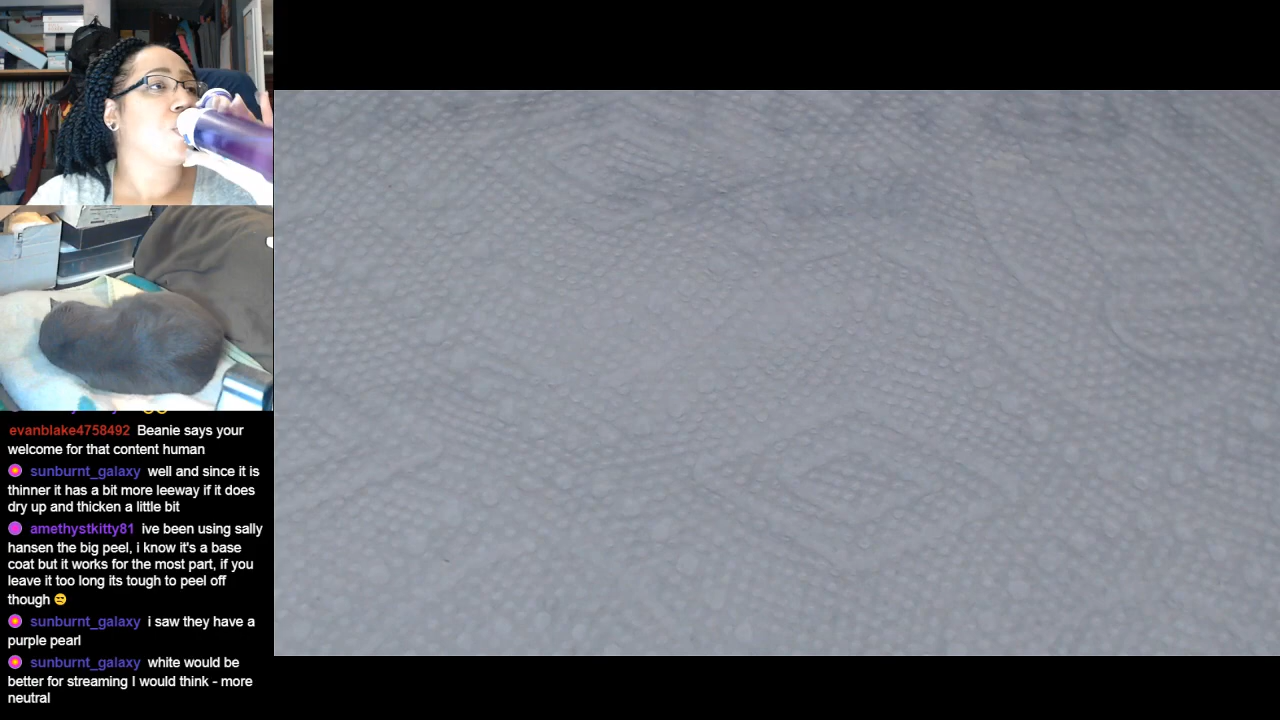 evanblake4758492 Beanie says your
welcome for that content human
sunburnt_galaxy well and since it is
thinner it has a bit more leeway if it does
dry up and thicken a little bit
amethystkitty81 ive been using sally
hansen the big peel, i know it's a base
coat but it works for the most part, if you
leave it too long its tough to peel off
though 😒
sunburnt_galaxy i saw they have a
purple pearl
sunburnt_galaxy white would be
better for streaming I would think - more
neutral